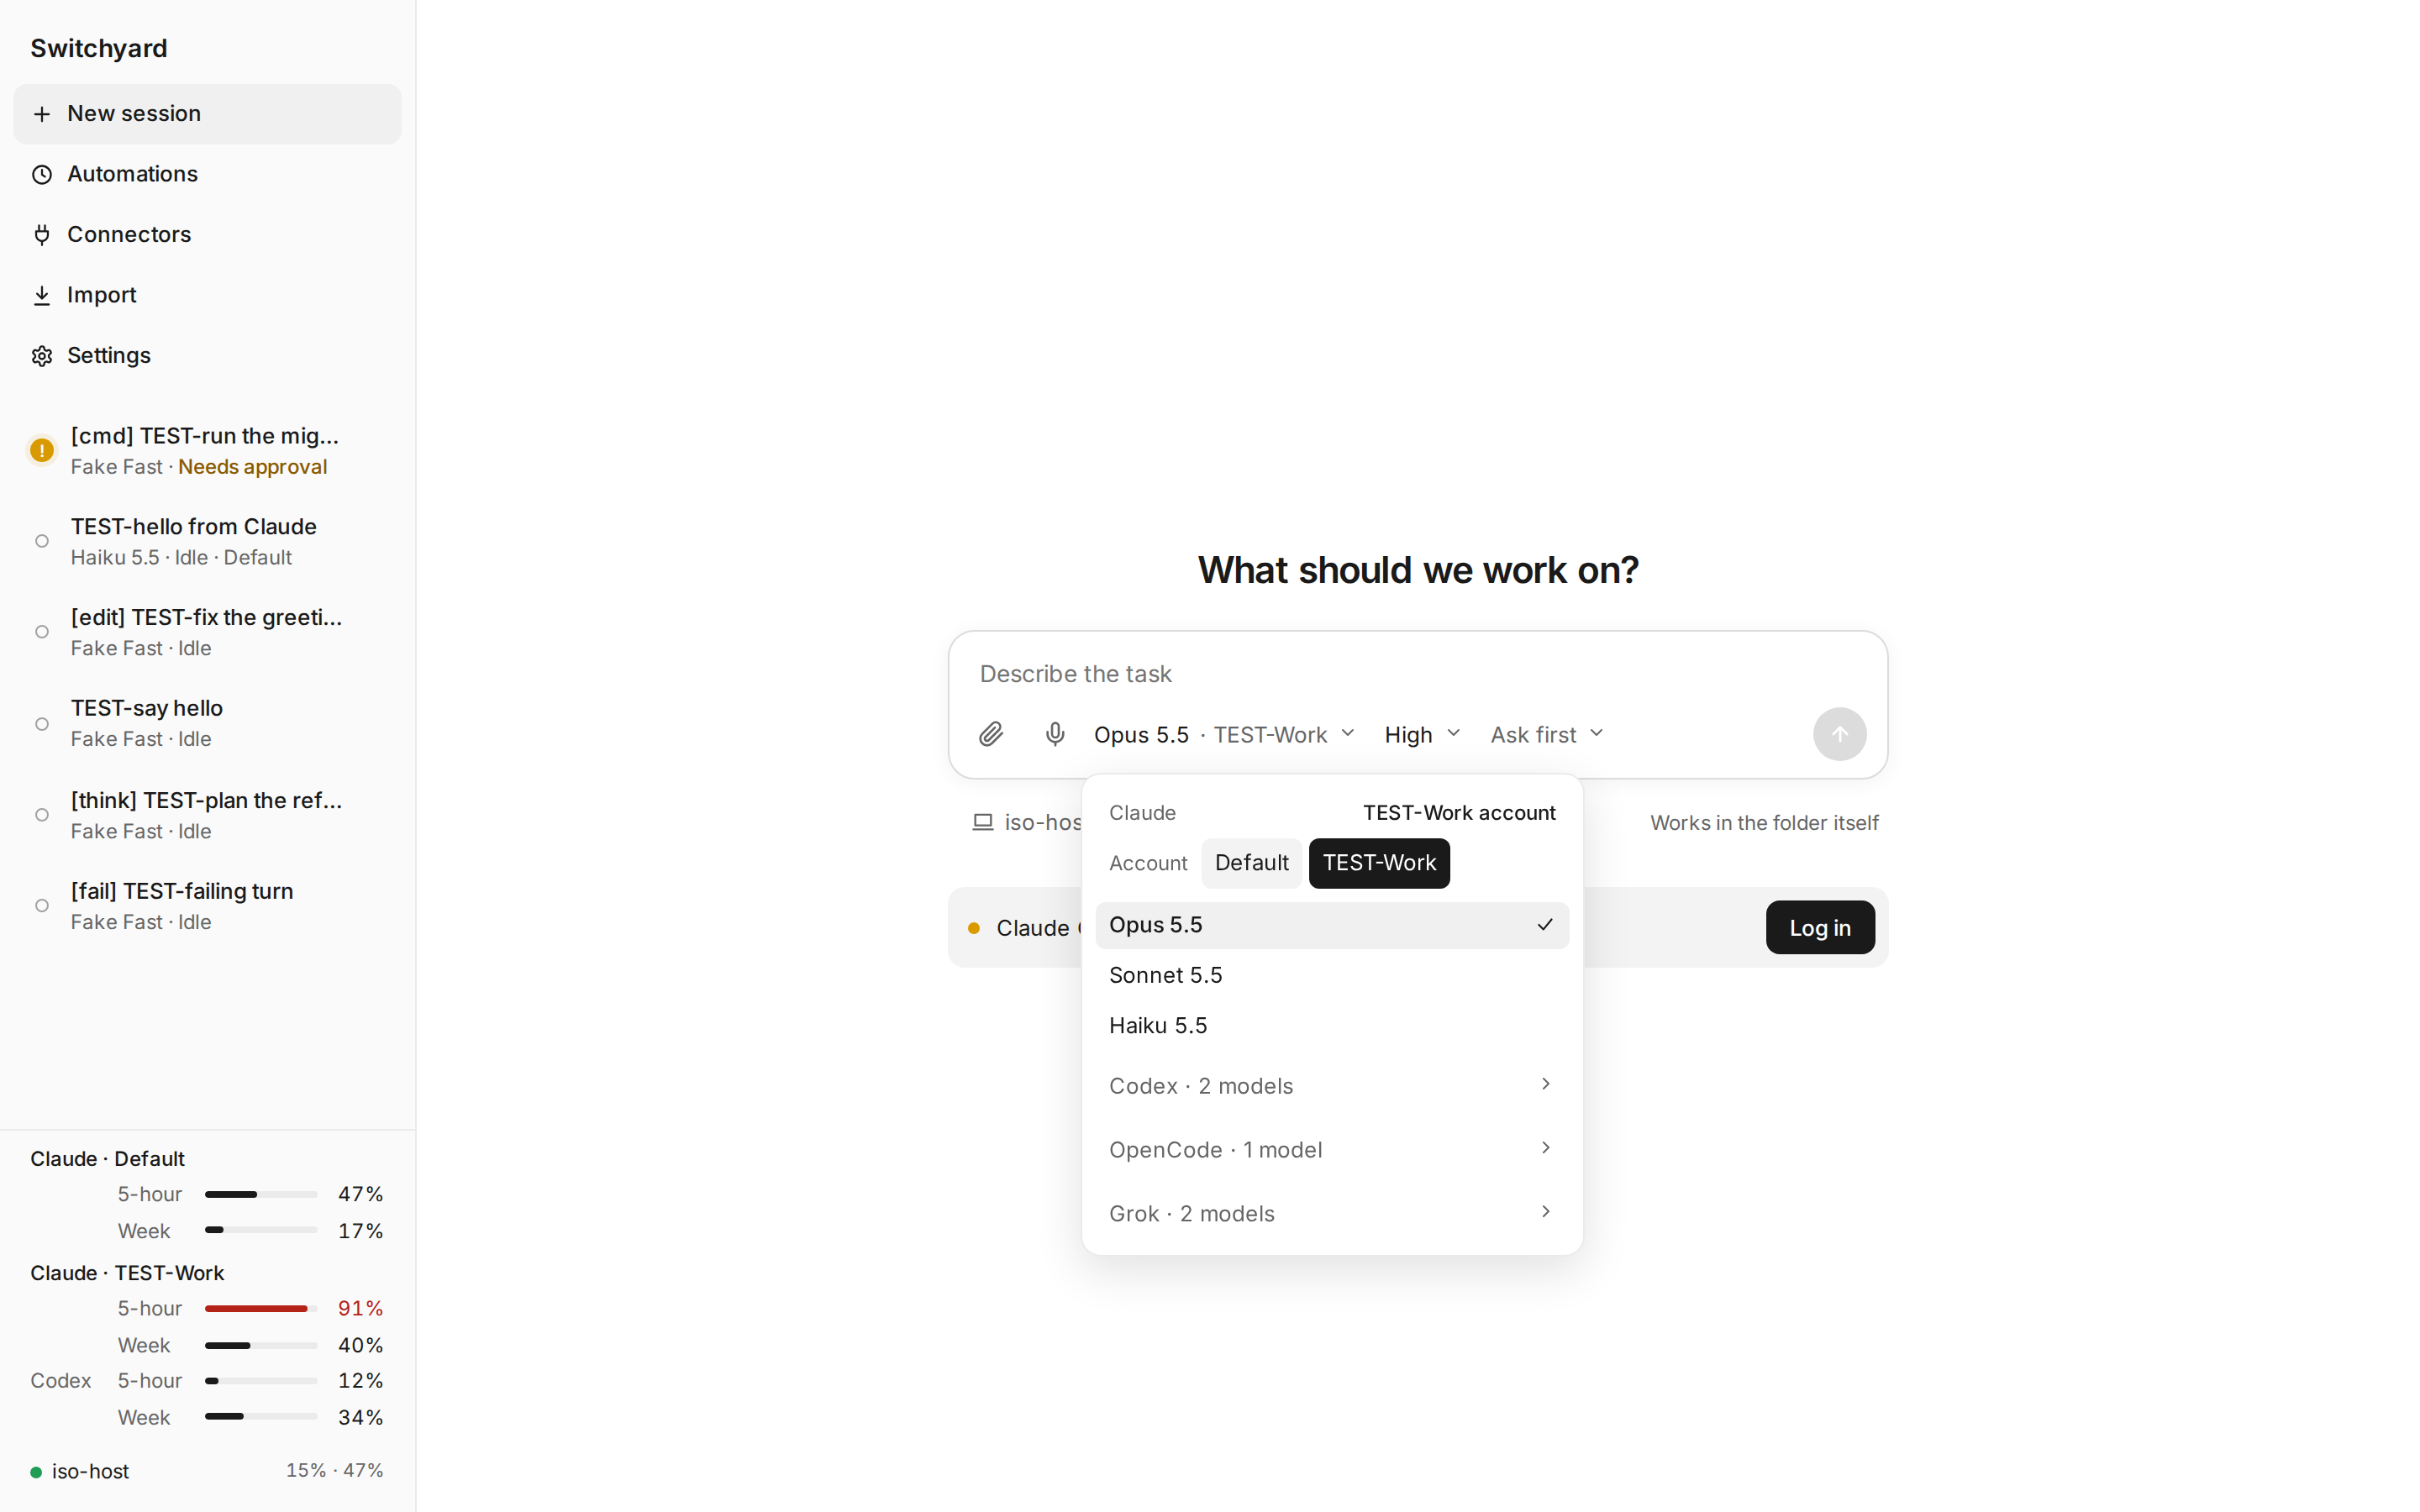 Switchyard
New session
Automations
Connectors
Import
Settings
[cmd] TEST-run the mig...
Fake Fast · Needs approval
TEST-hello from Claude
Haiku 5.5 · Idle · Default
[edit] TEST-fix the greeti...
Fake Fast · Idle
TEST-say hello
Fake Fast · Idle
[think] TEST-plan the ref...
Fake Fast · Idle
[fail] TEST-failing turn
Fake Fast · Idle
Claude · Default
5-hour 47%
Week 17%
Claude · TEST-Work
5-hour 91%
Week 40%
Codex 5-hour 12%
Week 34%
iso-host 15% · 47%
What should we work on?
Describe the task
Opus 5.5 · TEST-Work High Ask first
iso-hos Works in the folder itself
Claude Log in
Claude TEST-Work account
Account Default TEST-Work
Opus 5.5
Sonnet 5.5
Haiku 5.5
Codex · 2 models
OpenCode · 1 model
Grok · 2 models